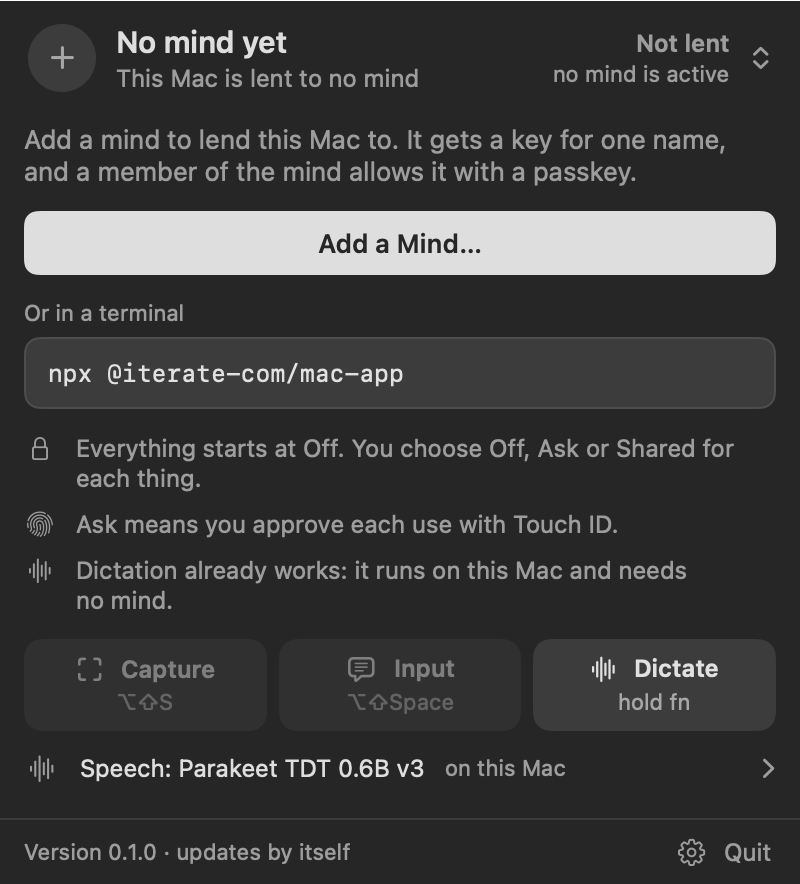 No mind yet
This Mac is lent to no mind
Not lent
no mind is active
Add a mind to lend this Mac to. It gets a key for one name,
and a member of the mind allows it with a passkey.
Add a Mind...
Or in a terminal
npx @iterate-com/mac-app
Everything starts at Off. You choose Off, Ask or Shared for
each thing.
Ask means you approve each use with Touch ID.
Dictation already works: it runs on this Mac and needs
no mind.
Capture
⌥⇧S
Input
⌥⇧Space
Dictate
hold fn
Speech: Parakeet TDT 0.6B v3 on this Mac
Version 0.1.0 · updates by itself
Quit